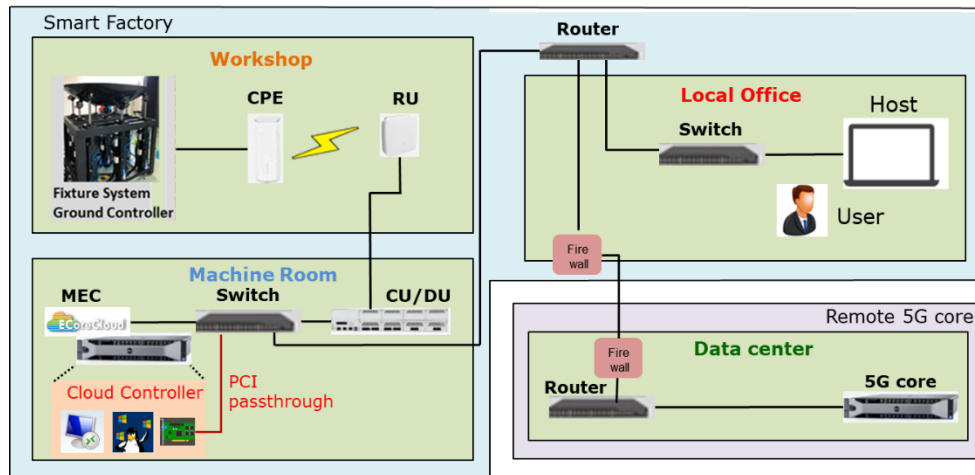 Smart Factory
Workshop
CPE
RU
Fixture System
Ground Controller
Router
Local Office
Switch
Host
User
Fire
wall
Machine Room
MEC
Switch
CU/DU
ECoreCloud
Cloud Controller
PCI
passthrough
Remote 5G core
Fire
wall
Data center
Router
5G core